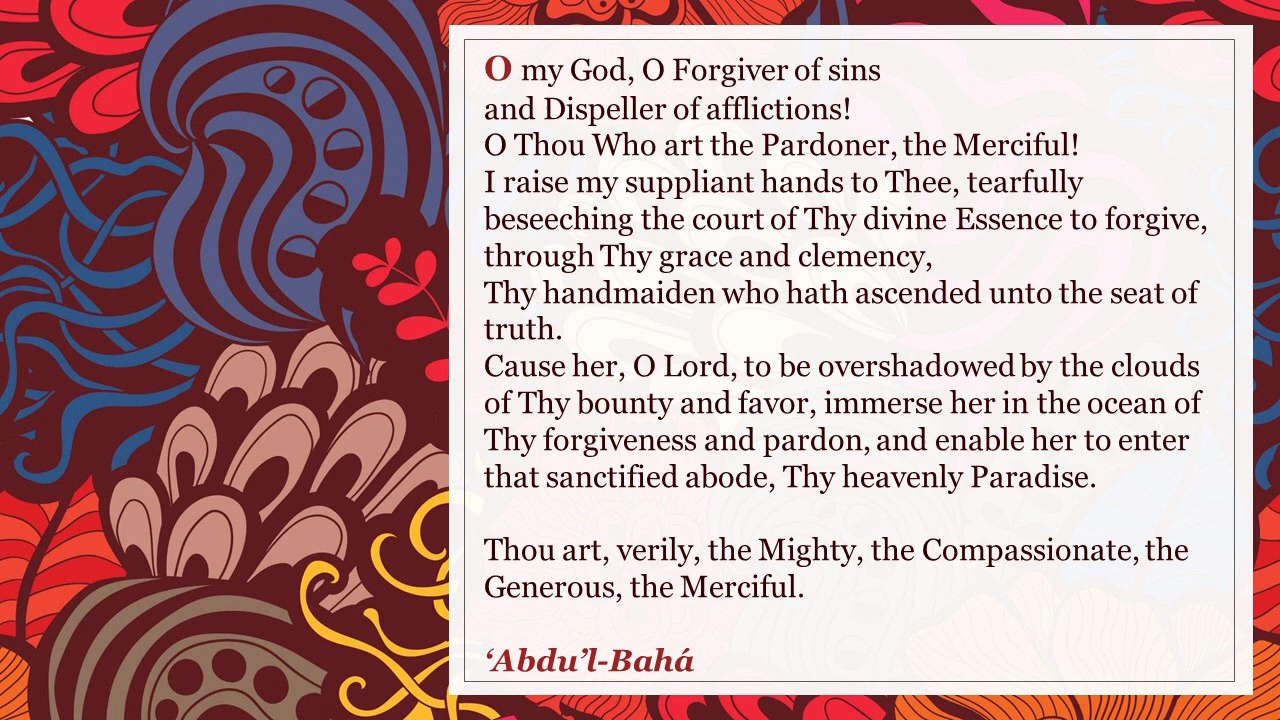 O my God, O Forgiver of sins
and Dispeller of afflictions!
O Thou Who art the Pardoner, the Merciful!
I raise my suppliant hands to Thee, tearfully
beseeching the court of Thy divine Essence to forgive,
through Thy grace and clemency,
Thy handmaiden who hath ascended unto the seat of
truth.
Cause her, O Lord, to be overshadowed by the clouds
of Thy bounty and favor, immerse her in the ocean of
Thy forgiveness and pardon, and enable her to enter
that sanctified abode, Thy heavenly Paradise.
Thou art, verily, the Mighty, the Compassionate, the
Generous, the Merciful.
‘Abdu’l-Bahá